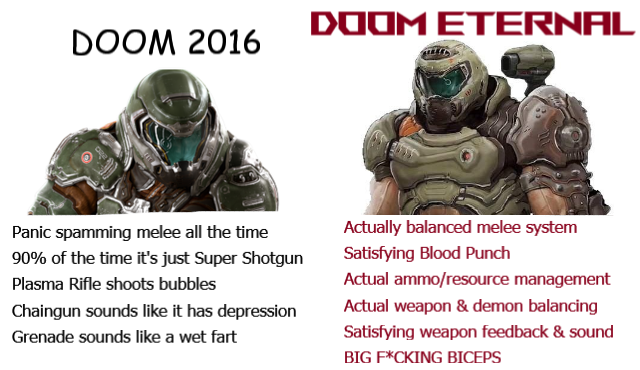 DOOM 2016
Panic spamming melee all the time
90% of the time it's just Super Shotgun
Plasma Rifle shoots bubbles
Chaingun sounds like it has depression
Grenade sounds like a wet fart
DOOM ETERNAL
Actually balanced melee system
Satisfying Blood Punch
Actual ammo/resource management
Actual weapon & demon balancing
Satisfying weapon feedback & sound
BIG F*CKING BICEPS